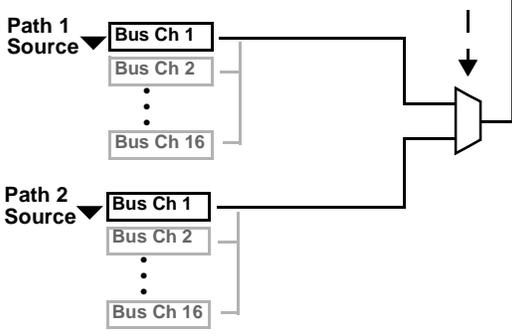 Path 1
Source
Bus Ch 1
Bus Ch 2
Bus Ch 16
Path 2
Source
Bus Ch 1
Bus Ch 2
Bus Ch 16